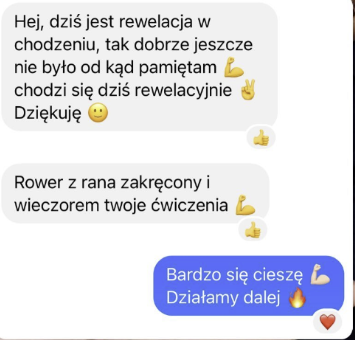 Hej, dziś jest rewelacja w
chodzeniu, tak dobrze jeszcze
nie było od kąd pamiętam 💪
chodzi się dziś rewelacyjnie ✌️
Dziękuję 🙂
👍
Rower z rana zakręcony i
wieczorem twoje ćwiczenia 💪
👍
Bardzo się cieszę 💪
Działamy dalej 🔥
❤️